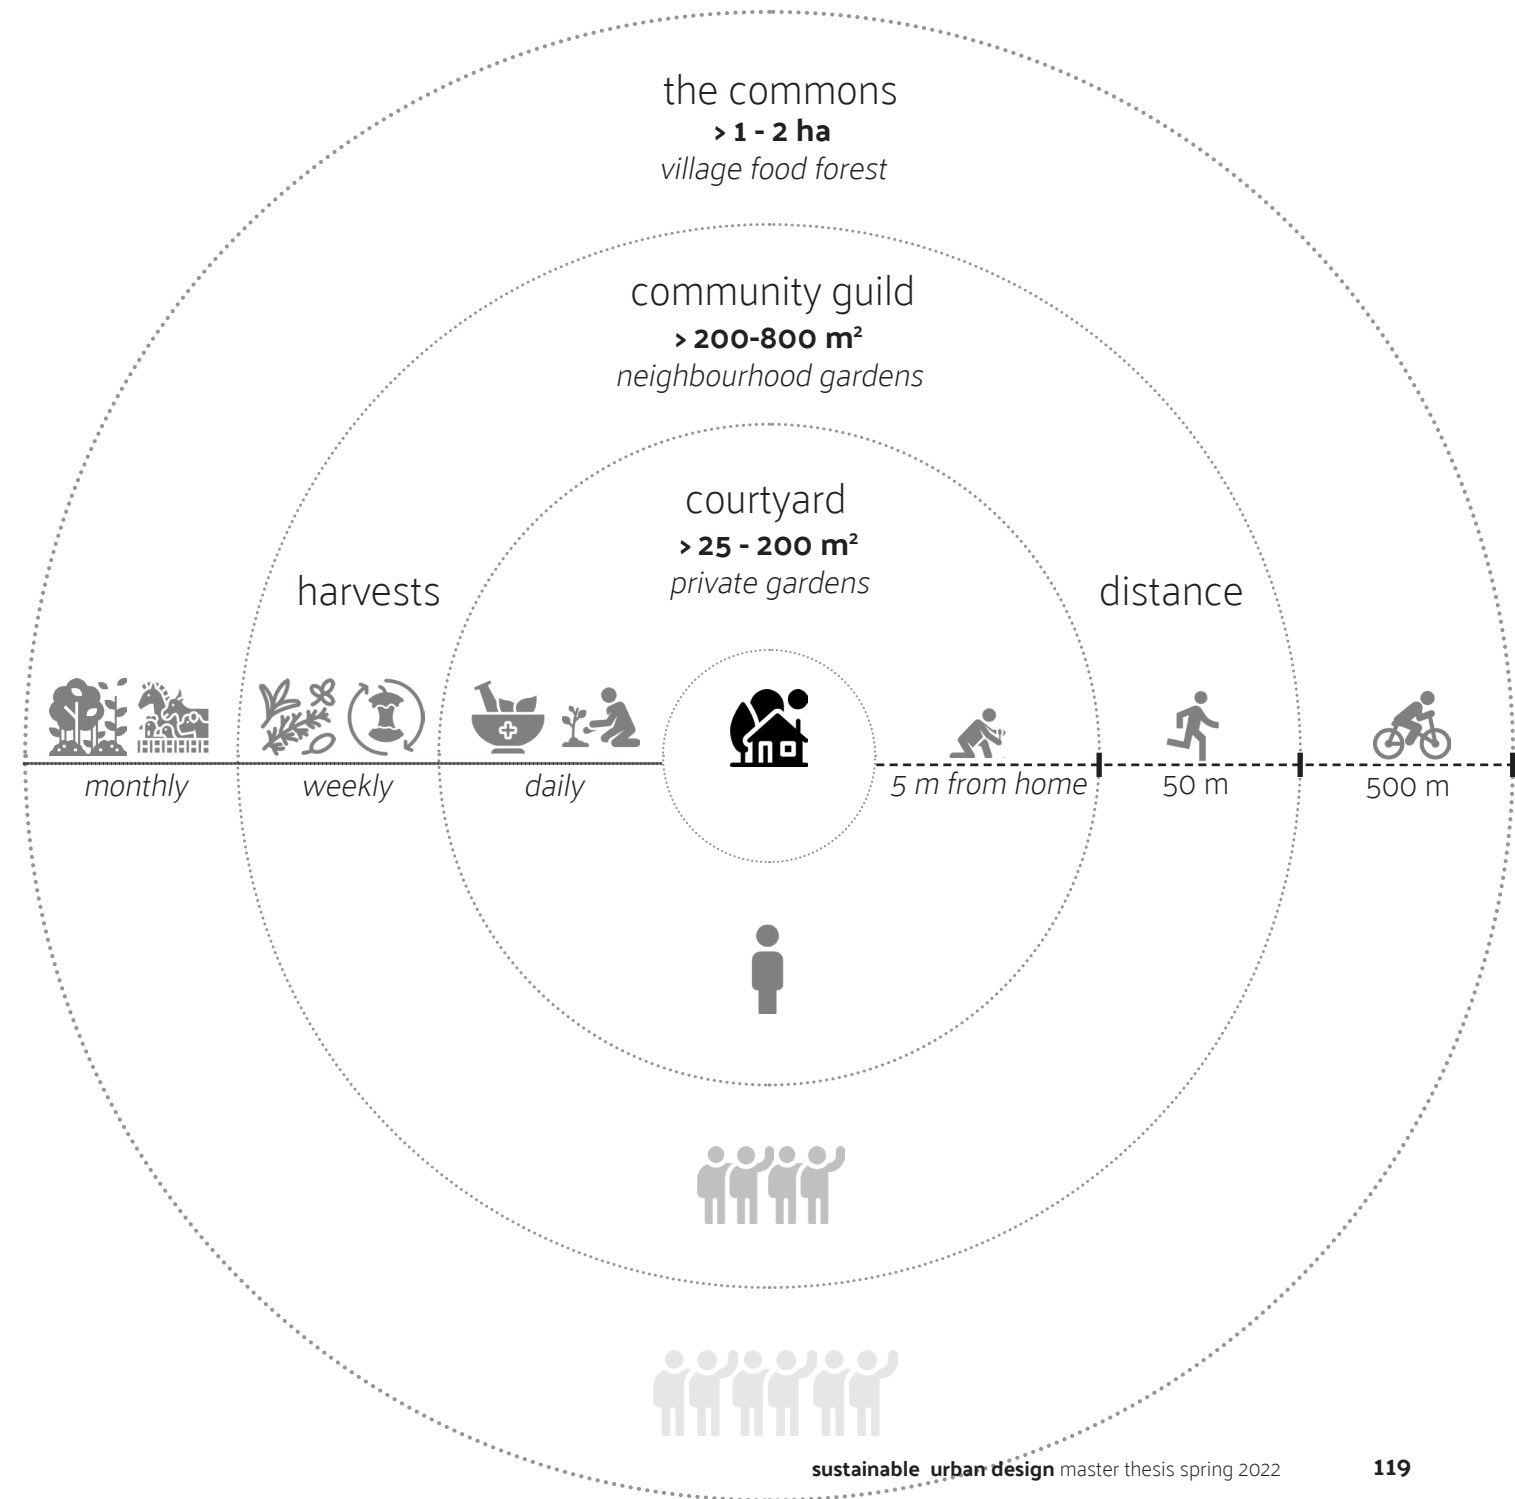 the commons
> 1 - 2 ha
village food forest
community guild
> 200-800 m²
neighbourhood gardens
courtyard
> 25 - 200 m²
private gardens
harvests
distance
monthly
weekly
daily
5 m from home
50 m
500 m
sustainable urban design master thesis spring 2022
119